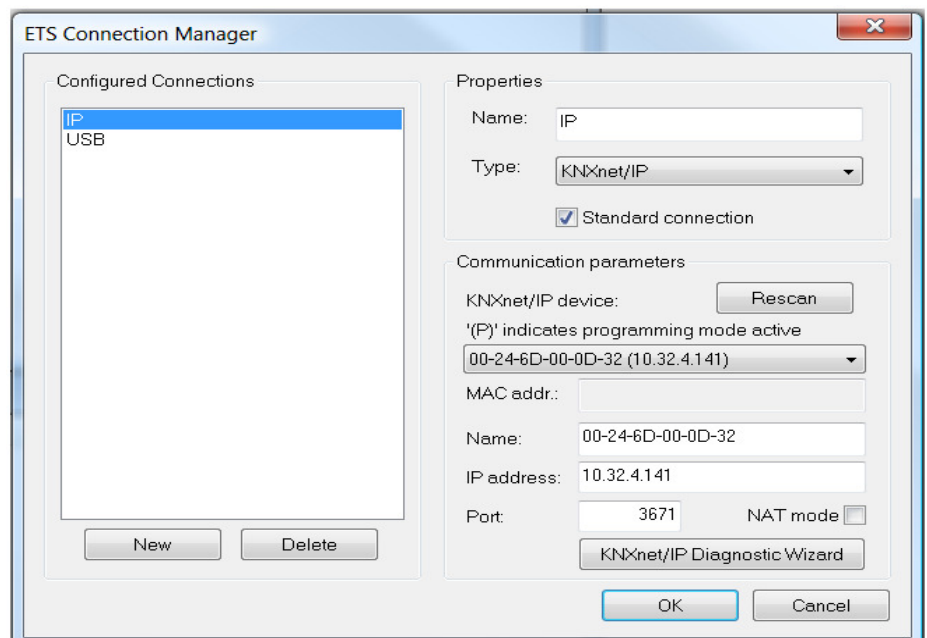 ETS Connection Manager
Configured Connections
IP
USB
New
Delete
Properties
Name:
IP
Type:
KNXnet/IP
Standard connection
Communication parameters
KNXnet/IP device:
Rescan
'(P)' indicates programming mode active
00-24-6D-00-0D-32 (10.32.4.141)
MAC addr.:
Name:
00-24-6D-00-0D-32
IP address:
10.32.4.141
Port:
3671
NAT mode
KNXnet/IP Diagnostic Wizard
OK
Cancel